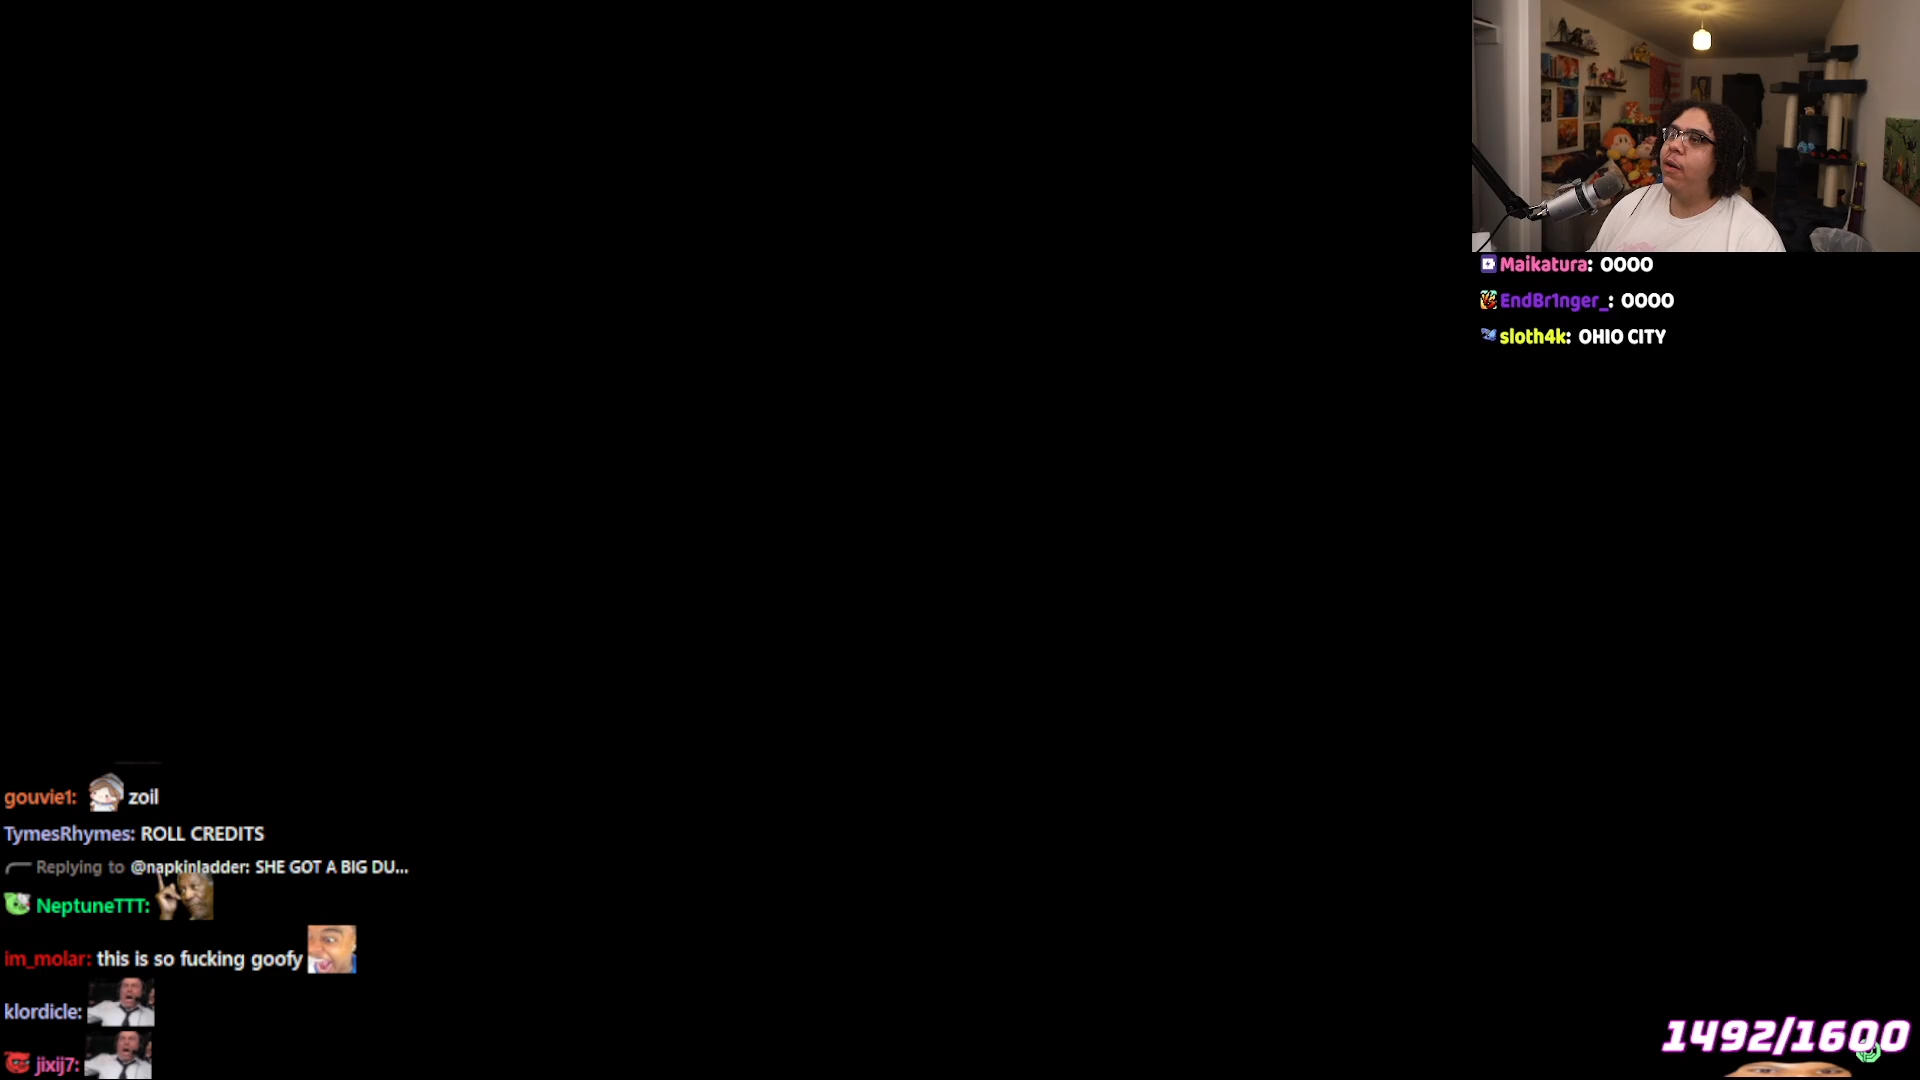 Maikatura: OOOO
EndBr1nger_: OOOO
sloth4k: OHIO CITY
gouvie1: zoil
TymesRhymes: ROLL CREDITS
Replying to @napkinladder: SHE GOT A BIG DU...
NeptuneTTT:
im_molar: this is so fucking goofy
klordicle:
jixij7:
1492/1600